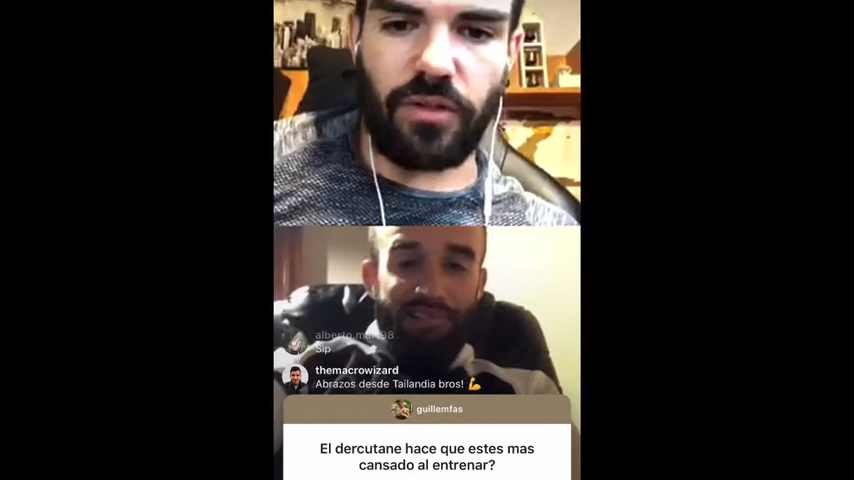 Sip
themacrowizard
Abrazos desde Tailandia bros! 💪
guillemfas
El dercutane hace que estes mas
cansado al entrenar?